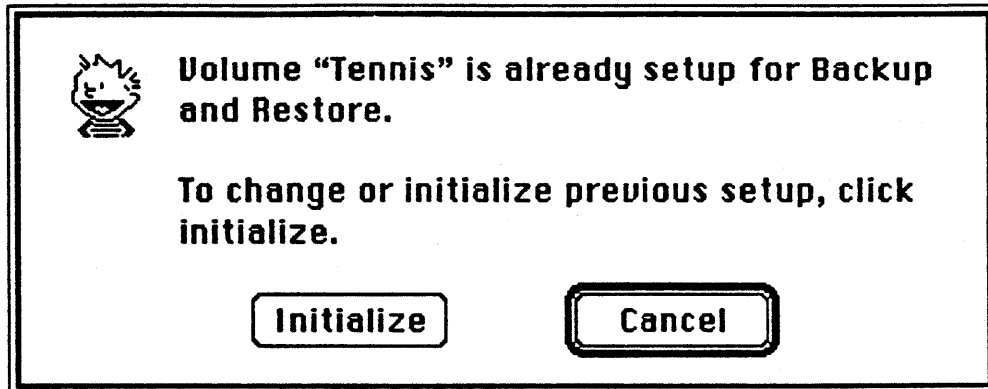 Volume “Tennis” is already setup for Backup
and Restore.
To change or initialize previous setup, click
initialize.
Initialize
Cancel